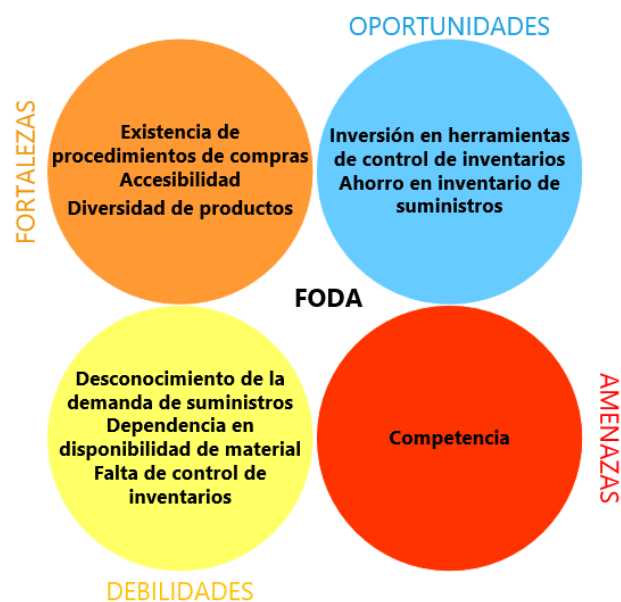 OPORTUNIDADES
FORTALEZAS
Existencia de
procedimientos de compras
Accesibilidad
Diversidad de productos
Inversión en herramientas
de control de inventarios
Ahorro en inventario de
suministros
FODA
Desconocimiento de la
demanda de suministros
Dependencia en
disponibilidad de material
Falta de control de
inventarios
Competencia
AMENAZAS
DEBILIDADES